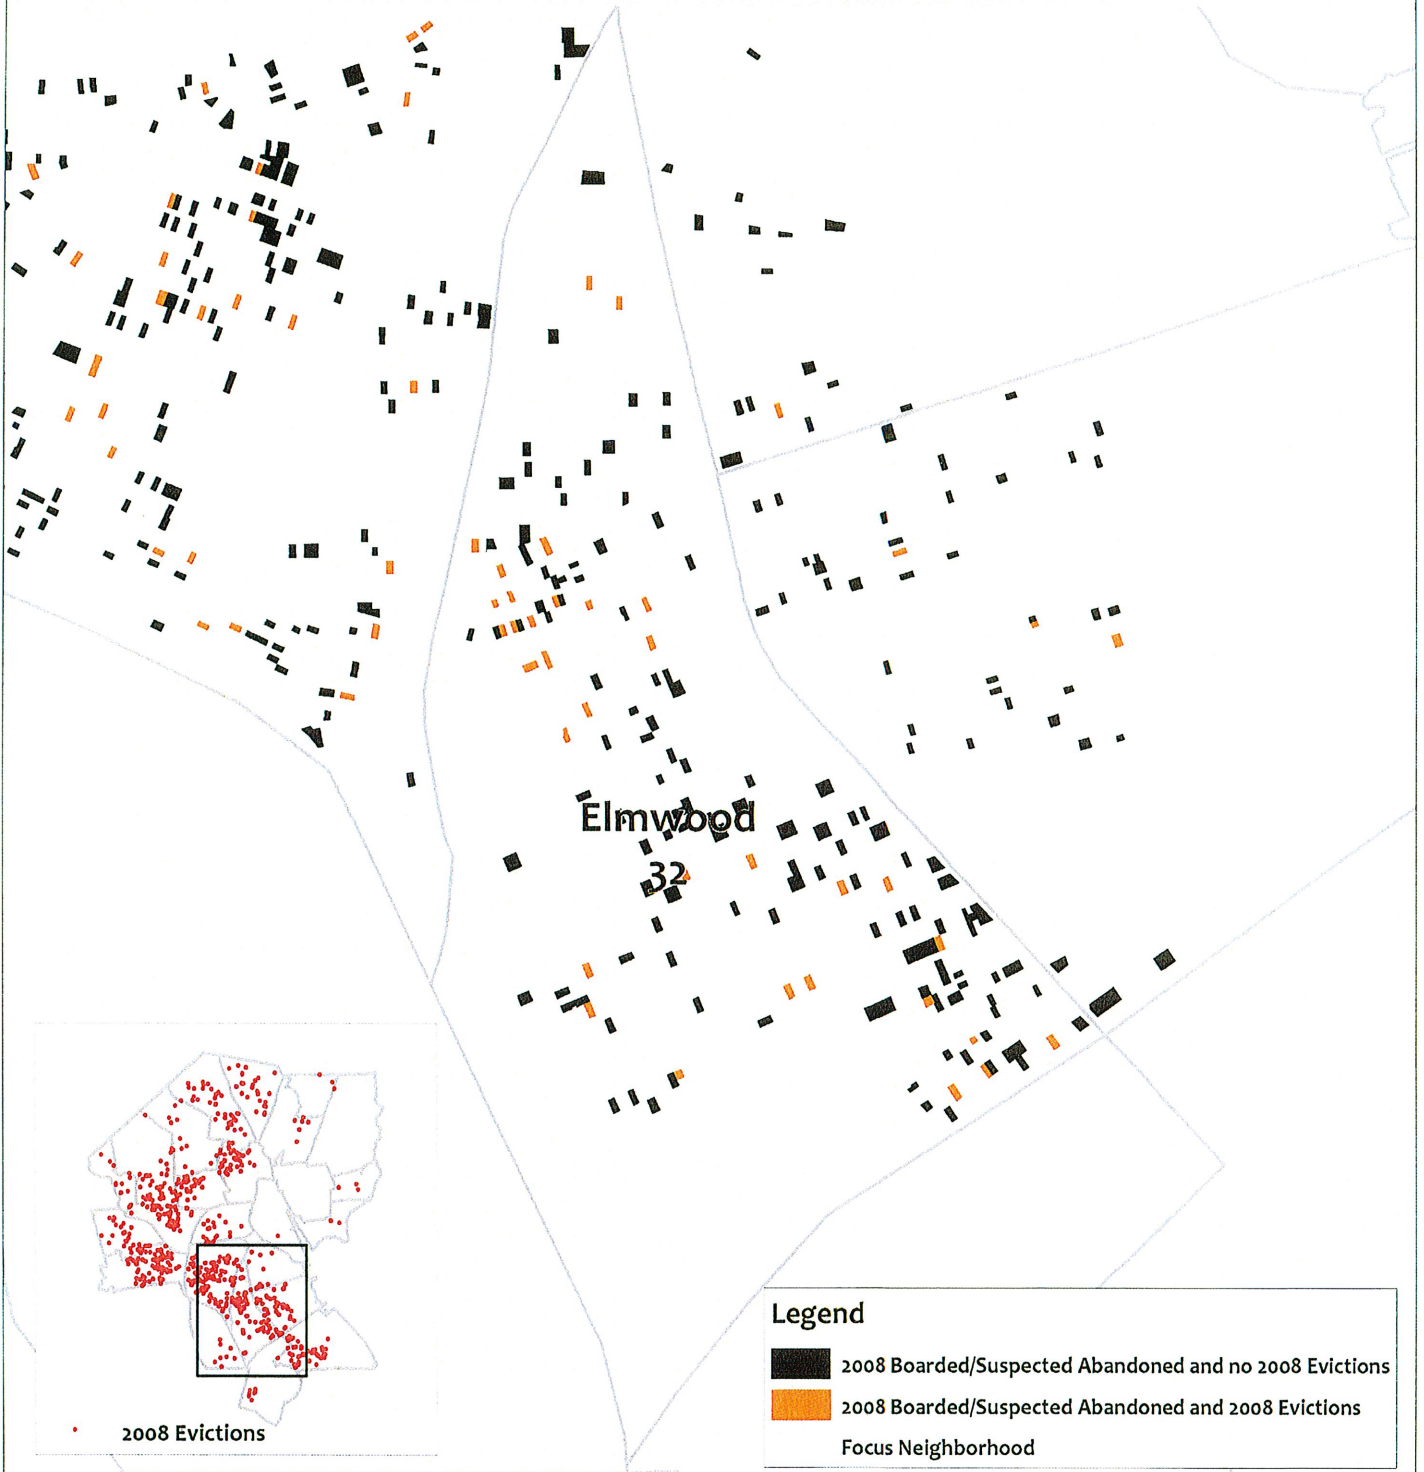 Elmwood
32
2008 Evictions
Legend
2008 Boarded/Suspected Abandoned and no 2008 Evictions
2008 Boarded/Suspected Abandoned and 2008 Evictions
Focus Neighborhood